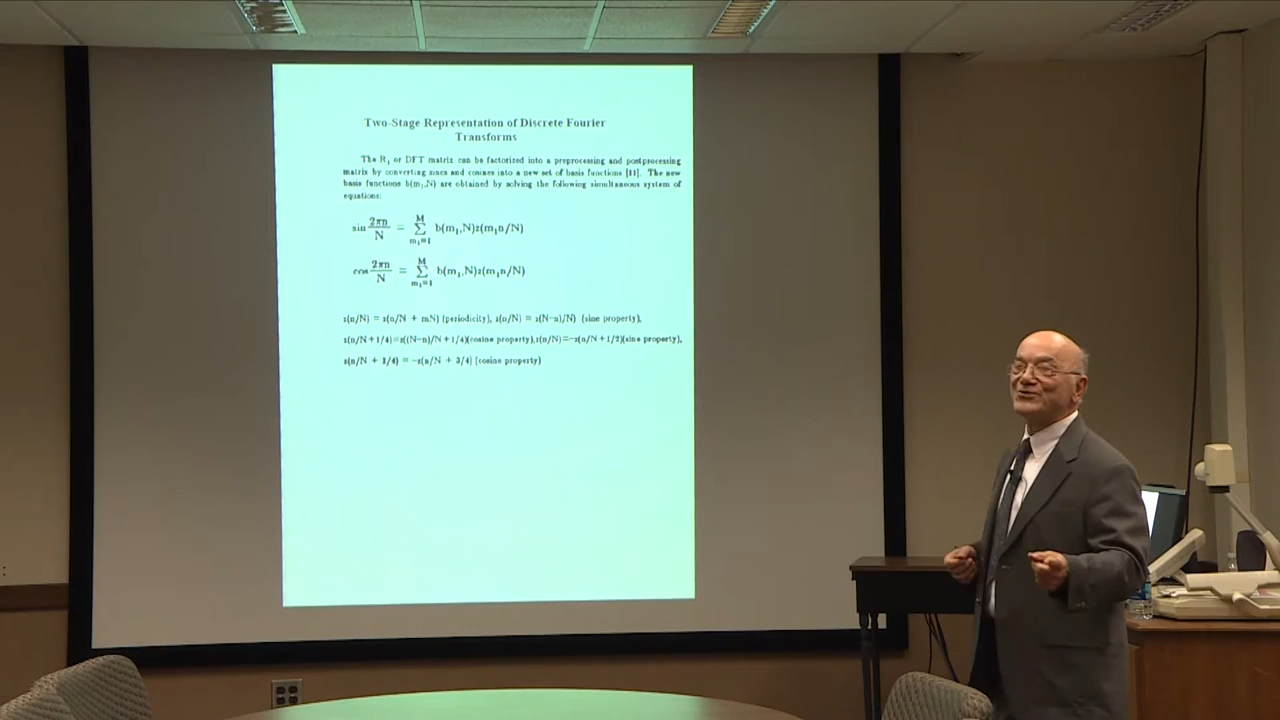 Two-Stage Representation of Discrete Fourier
Transforms
The R₁ or DFT matrix can be factorized into a preprocessing and postprocessing
matrix by converting sines and cosines into a new set of basis functions [11]. The new
basis functions b(m₁,N) are obtained by solving the following simultaneous system of
equations:
sin 2πn/N = M Σ m₁=1 b(m₁,N)z(m₁n/N)
cos 2πn/N = M Σ m₁=1 b(m₁,N)z(m₁n/N)
z(n/N) = z(n/N + mN) (periodicity), z(n/N) = z(N−n)/N) (sine property),
z(n/N+1/4)=z((N−n)/N+1/4)(cosine property),z(n/N)=−z(n/N+1/2)(sine property),
z(n/N + 1/4) = −z(n/N + 3/4) (cosine property)